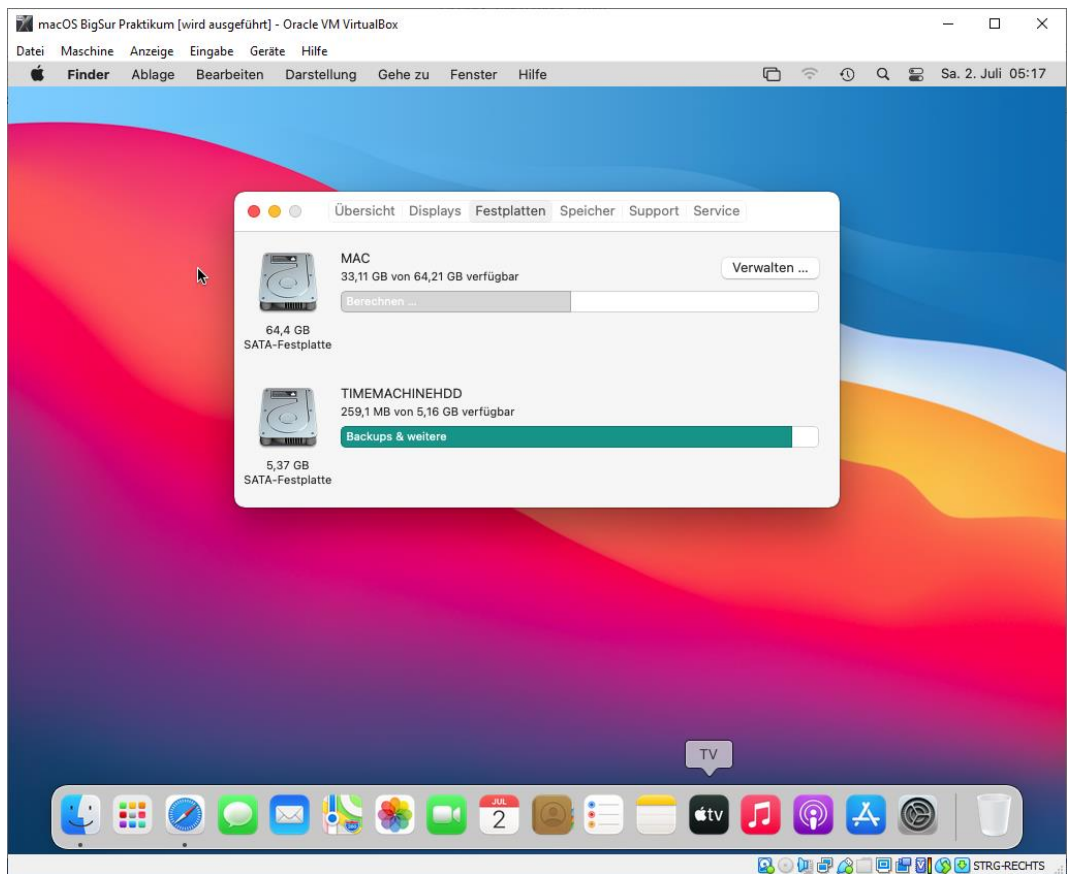 macOS BigSur Praktikum [wird ausgeführt] - Oracle VM VirtualBox
Datei Maschine Anzeige Eingabe Geräte Hilfe
Finder Ablage Bearbeiten Darstellung Gehe zu Fenster Hilfe Sa. 2. Juli 05:17
Übersicht Displays Festplatten Speicher Support Service
MAC
33,11 GB von 64,21 GB verfügbar
Verwalten ...
Berechnen ...
64,4 GB
SATA-Festplatte
TIMEMACHINEHDD
259,1 MB von 5,16 GB verfügbar
Backups & weitere
5,37 GB
SATA-Festplatte
TV
JUL
2
tv
STRG-RECHTS